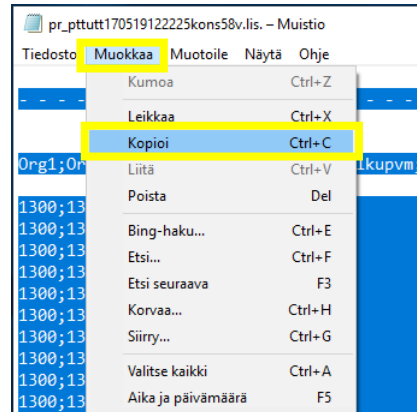 pr_pttutt170519122225kons58v.lis. – Muistio
Tiedosto Muokkaa Muotoile Näytä Ohje
Kumoa Ctrl+Z
- - - - - - - -
Leikkaa Ctrl+X
Kopioi Ctrl+C
Org1;Or lkupvm;
Liitä Ctrl+V
Poista Del
1300;13
Bing-haku... Ctrl+E
1300;13
Etsi... Ctrl+F
1300;13
1300;13
Etsi seuraava F3
1300;13
Korvaa... Ctrl+H
1300;13
Siirry... Ctrl+G
1300;13
1300;13
Valitse kaikki Ctrl+A
1300;13
Aika ja päivämäärä F5
1300;13